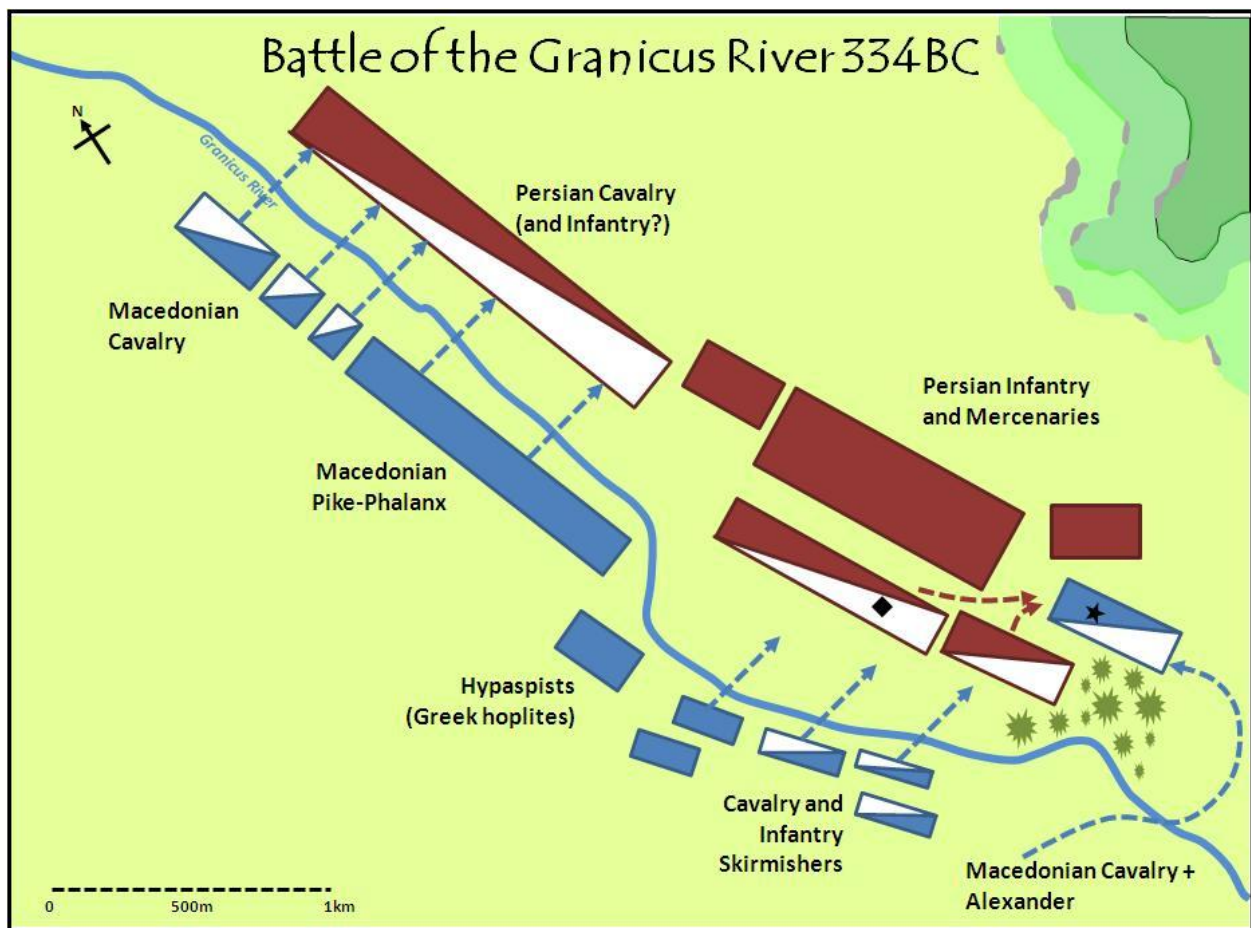 Battle of the Granicus River 334BC
N
Granicus River
Persian Cavalry
(and Infantry?)
Macedonian
Cavalry
Persian Infantry
and Mercenaries
Macedonian
Pike-Phalanx
Hypaspists
(Greek hoplites)
Cavalry and
Infantry
Skirmishers
Macedonian Cavalry +
Alexander
0 500m 1km